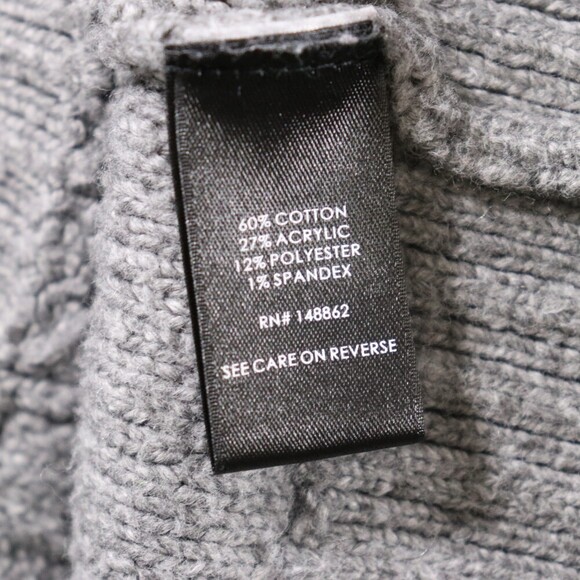 60% COTTON
27% ACRYLIC
12% POLYESTER
1% SPANDEX
RN# 148862
SEE CARE ON REVERSE